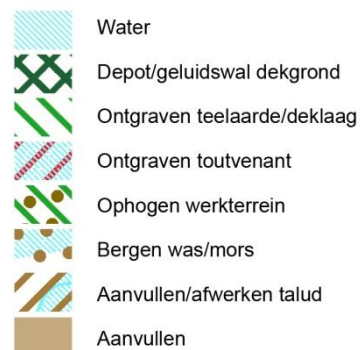 Water
Depot/geluidswal dekgrond
Ontgraven teelaarde/deklaag
Ontgraven toutvenant
Ophogen werkterrein
Bergen was/mors
Aanvullen/afwerken talud
Aanvullen